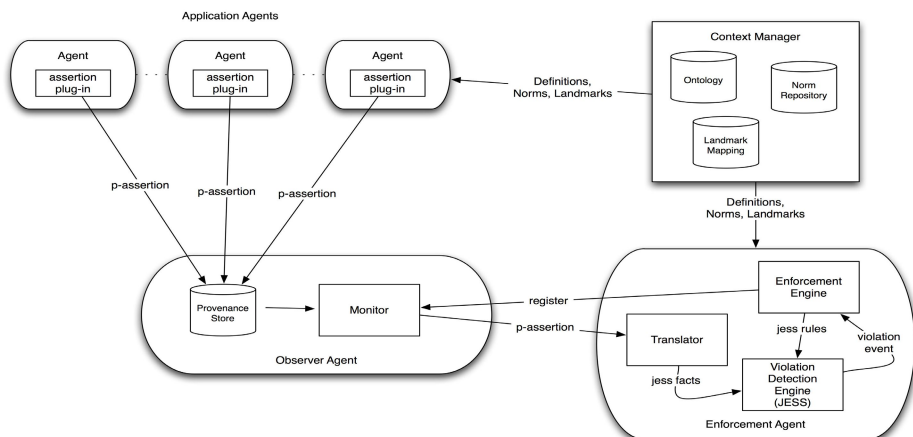 Application Agents
Agent
assertion
plug-in
Agent
assertion
plug-in
Agent
assertion
plug-in
Definitions,
Norms, Landmarks
Context Manager
Ontology
Norm
Repository
Landmark
Mapping
p-assertion
p-assertion
p-assertion
Definitions,
Norms, Landmarks
Provenance
Store
Monitor
Observer Agent
register
p-assertion
Enforcement
Engine
Translator
jess rules
violation
event
jess facts
Violation
Detection
Engine
(JESS)
Enforcement Agent